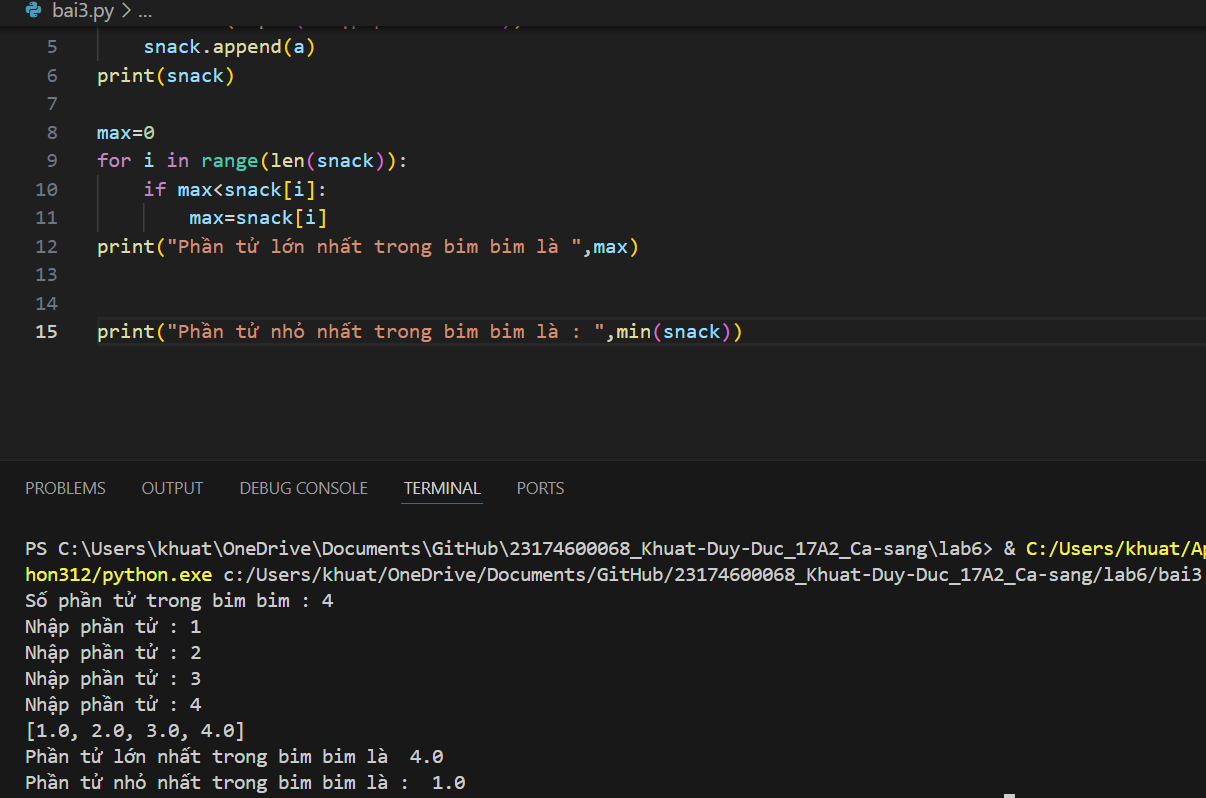 bai3.py > ...
5 snack.append(a)
6 print(snack)
7
8 max=0
9 for i in range(len(snack)):
10 if max<snack[i]:
11 max=snack[i]
12 print("Phần tử lớn nhất trong bim bim là ",max)
13
14
15 print("Phần tử nhỏ nhất trong bim bim là : ",min(snack))
PROBLEMS OUTPUT DEBUG CONSOLE TERMINAL PORTS
PS C:\Users\khuat\OneDrive\Documents\GitHub\23174600068_Khuat-Duy-Duc_17A2_Ca-sang\lab6> & C:/Users/khuat/Ap
hon312/python.exe c:/Users/khuat/OneDrive/Documents/GitHub/23174600068_Khuat-Duy-Duc_17A2_Ca-sang/lab6/bai3
Số phần tử trong bim bim : 4
Nhập phần tử : 1
Nhập phần tử : 2
Nhập phần tử : 3
Nhập phần tử : 4
[1.0, 2.0, 3.0, 4.0]
Phần tử lớn nhất trong bim bim là  4.0
Phần tử nhỏ nhất trong bim bim là :  1.0